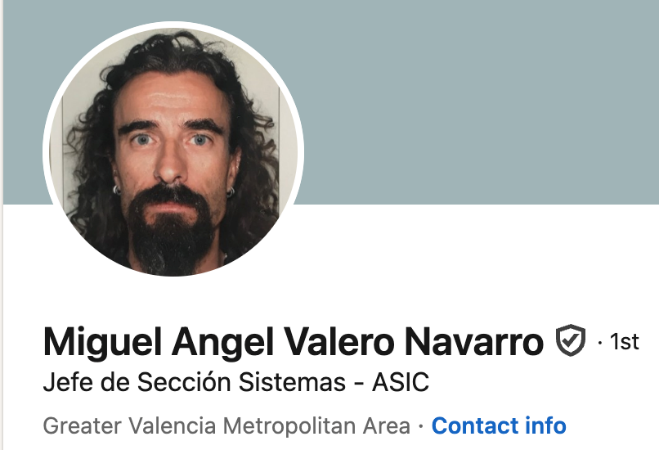 Miguel Angel Valero Navarro · 1st
Jefe de Sección Sistemas - ASIC
Greater Valencia Metropolitan Area · Contact info